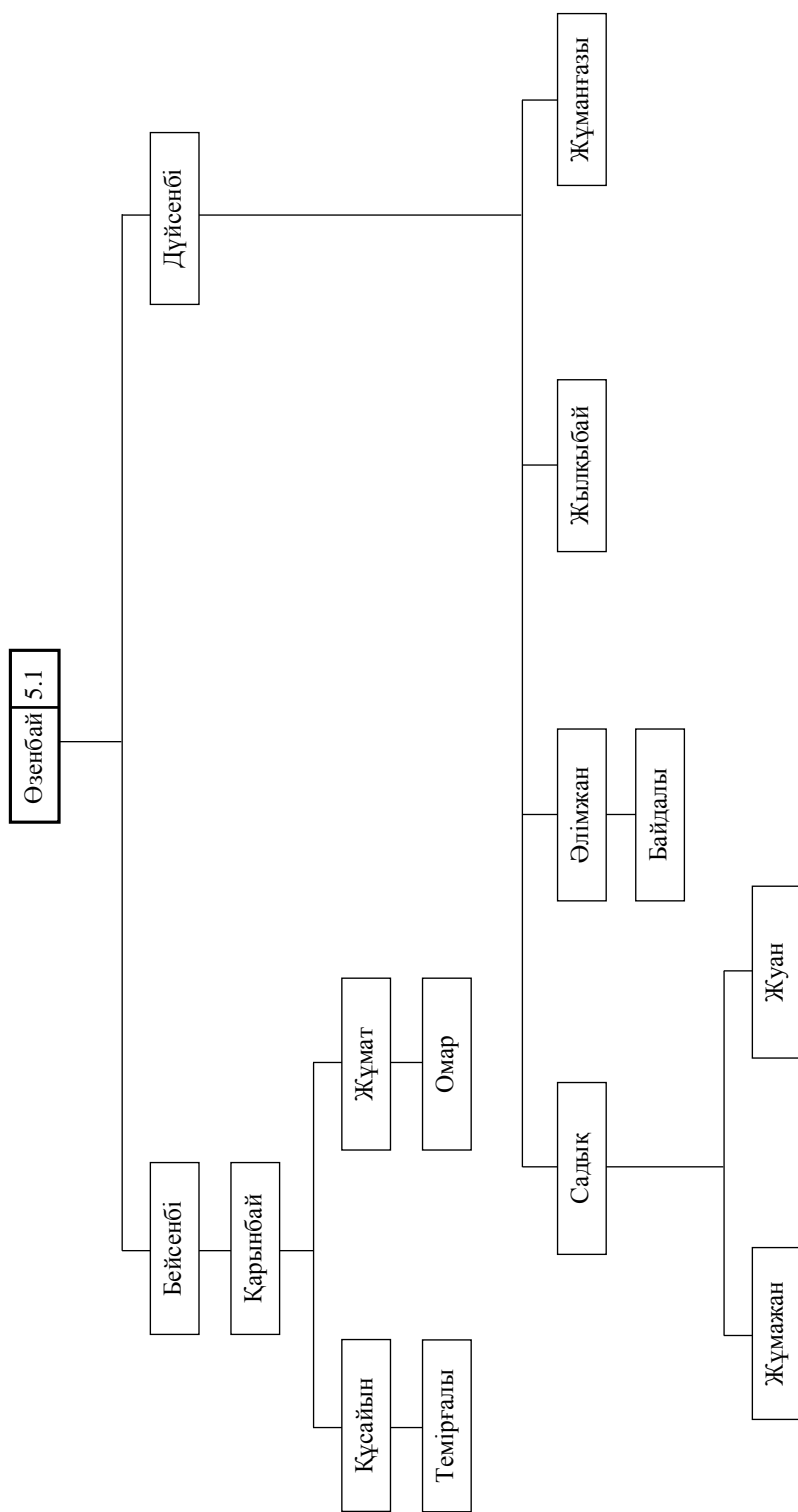 Өзенбай 5.1
Бейсенбі
Дүйсенбі
Қарынбай
Құсайын
Жұмат
Темірғалы
Омар
Садық
Әлімжан
Жылқыбай
Жұманғазы
Байдалы
Жұмажан
Жуан